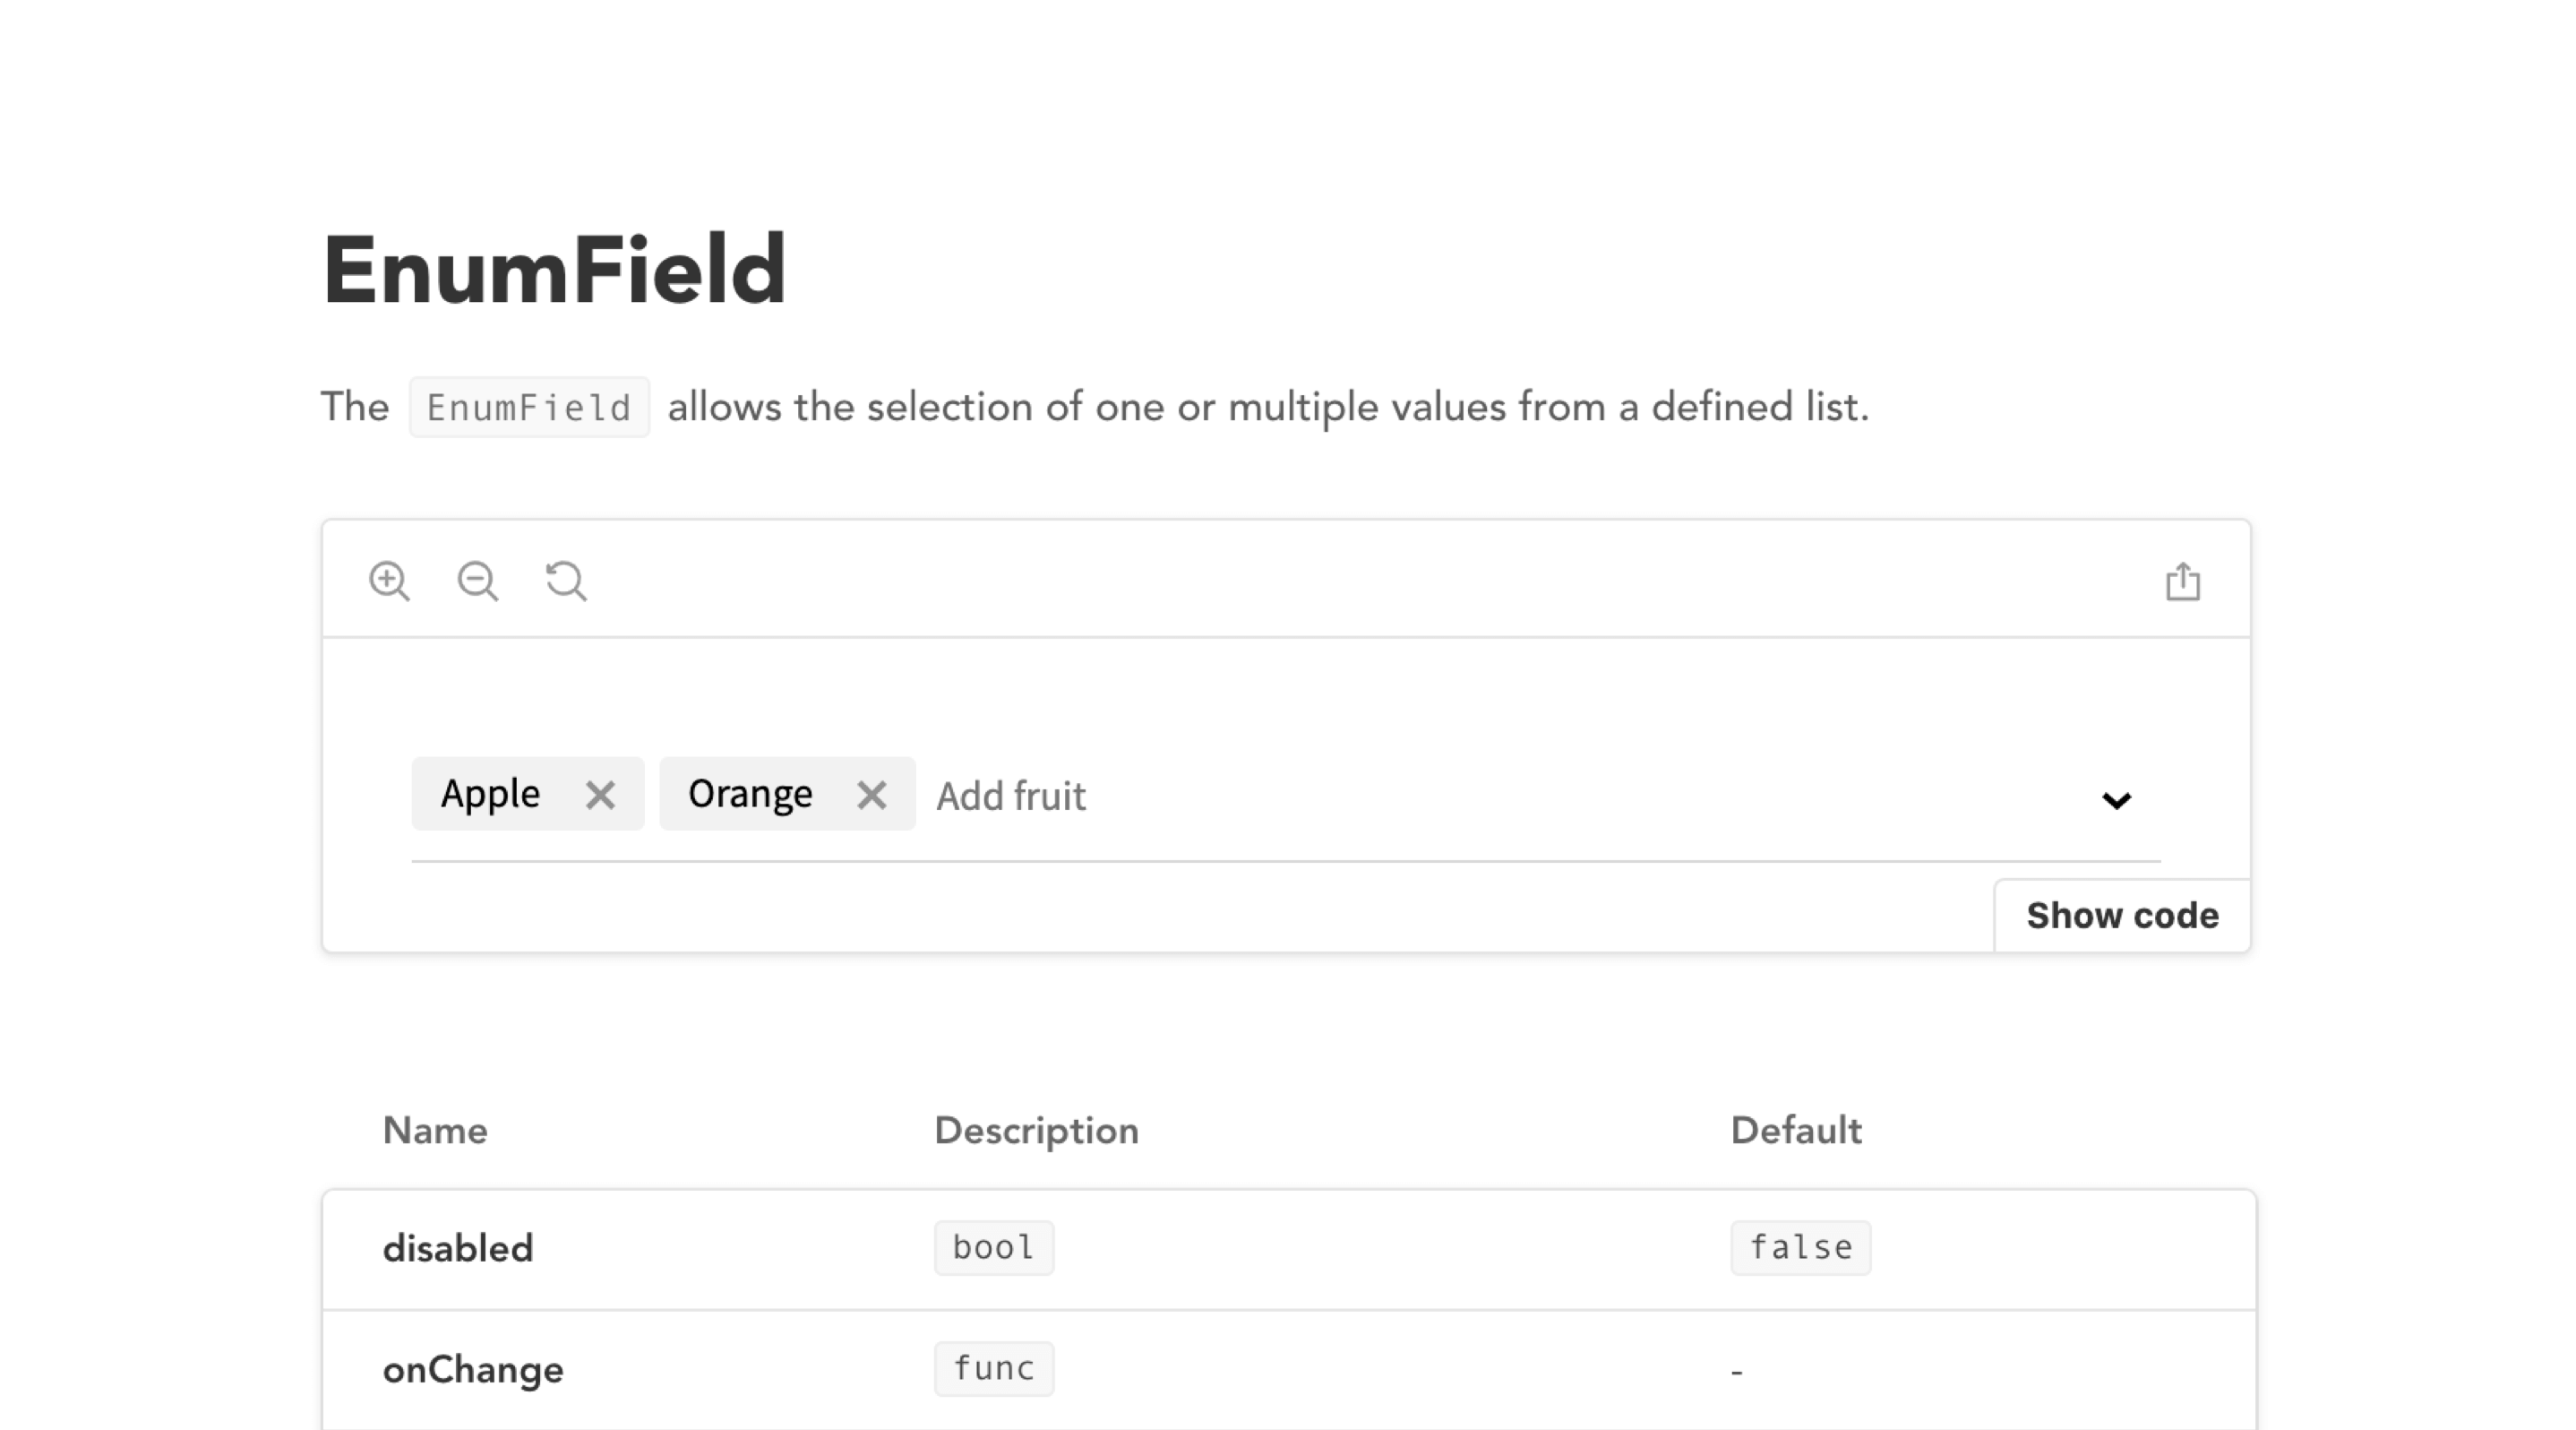 EnumField
The EnumField allows the selection of one or multiple values from a defined list.
Apple Orange Add fruit
Show code
Name Description Default
disabled bool false
onChange func -